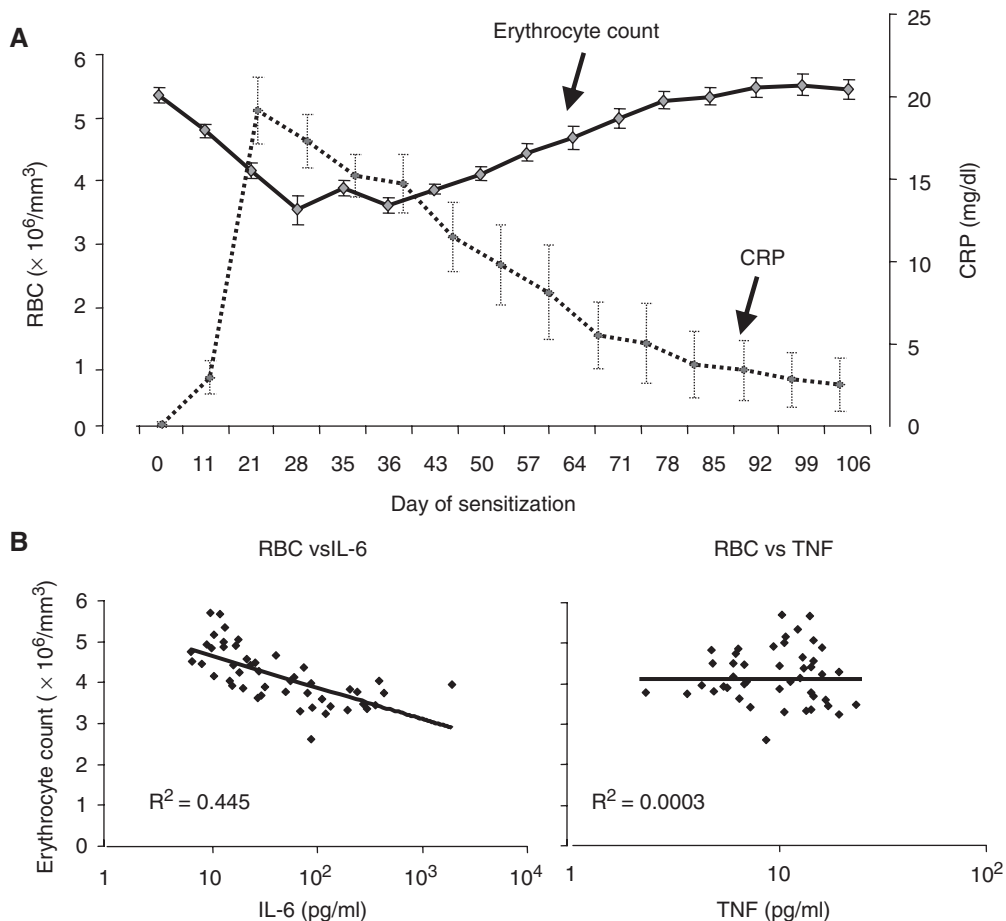 A
Erythrocyte count
CRP
RBC (× 10⁶/mm³)
6
5
4
3
2
1
0
CRP (mg/dl)
25
20
15
10
5
0
0 11 21 28 35 36 43 50 57 64 71 78 85 92 99 106
Day of sensitization
B
RBC vsIL-6
Erythrocyte count ( × 10⁶/mm³)
6
5
4
3
2
1
0
R² = 0.445
1 10 10² 10³ 10⁴
IL-6 (pg/ml)
RBC vs TNF
R² = 0.0003
1 10 10²
TNF (pg/ml)